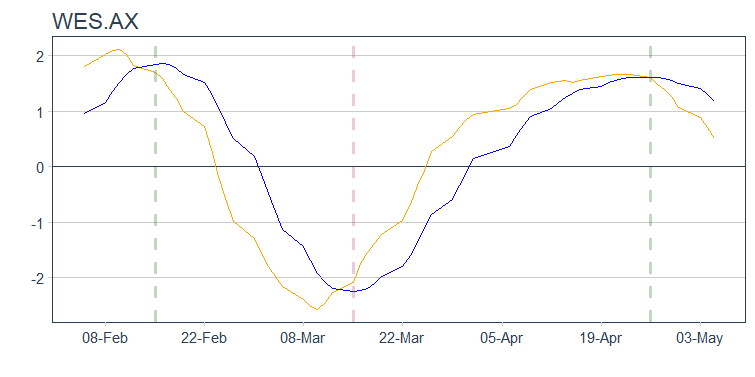 WES.AX
2
1
0
-1
-2
08-Feb
22-Feb
08-Mar
22-Mar
05-Apr
19-Apr
03-May